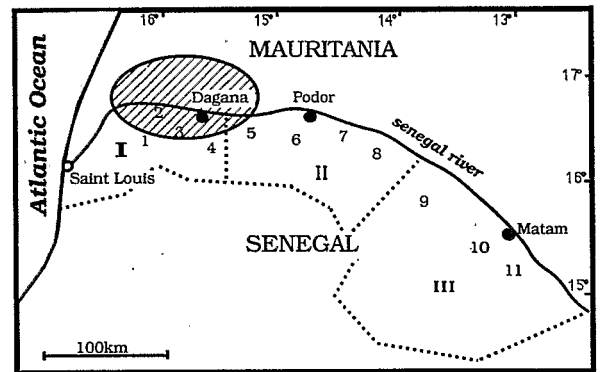 16° 15° 14° 13°
MAURITANIA
Atlantic Ocean
17°
Dagana Podor
2
1 3 4 5 6 7 8
senegal river
I
Saint Louis
II
16°
9
SENEGAL
Matam
10
11
III
15°
100km